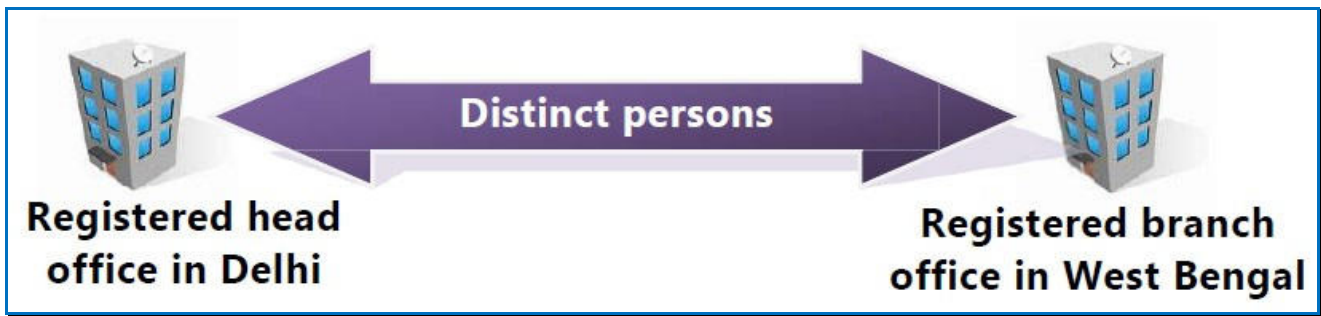 Distinct persons
Registered head
office in Delhi
Registered branch
office in West Bengal